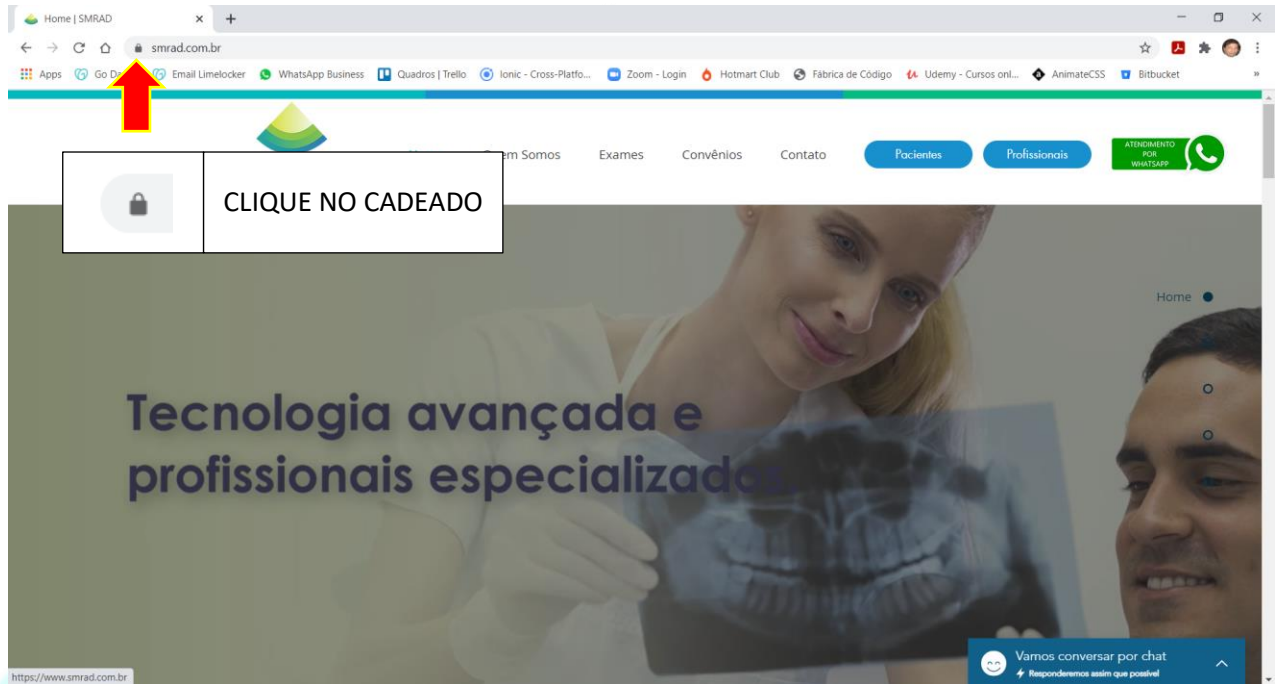 Home | SMRAD
smrad.com.br
Apps Go Da Email Limelocker WhatsApp Business Quadros | Trello Ionic - Cross-Platfo... Zoom - Login Hotmart Club Fábrica de Código Udemy - Cursos onl... AnimateCSS Bitbucket »
em Somos Exames Convênios Contato Pacientes Profissionais
ATENDIMENTO
POR
WHATSAPP
CLIQUE NO CADEADO
Home
Tecnologia avançada e
profissionais especializados.
Vamos conversar por chat
Responderemos assim que possível
https://www.smrad.com.br